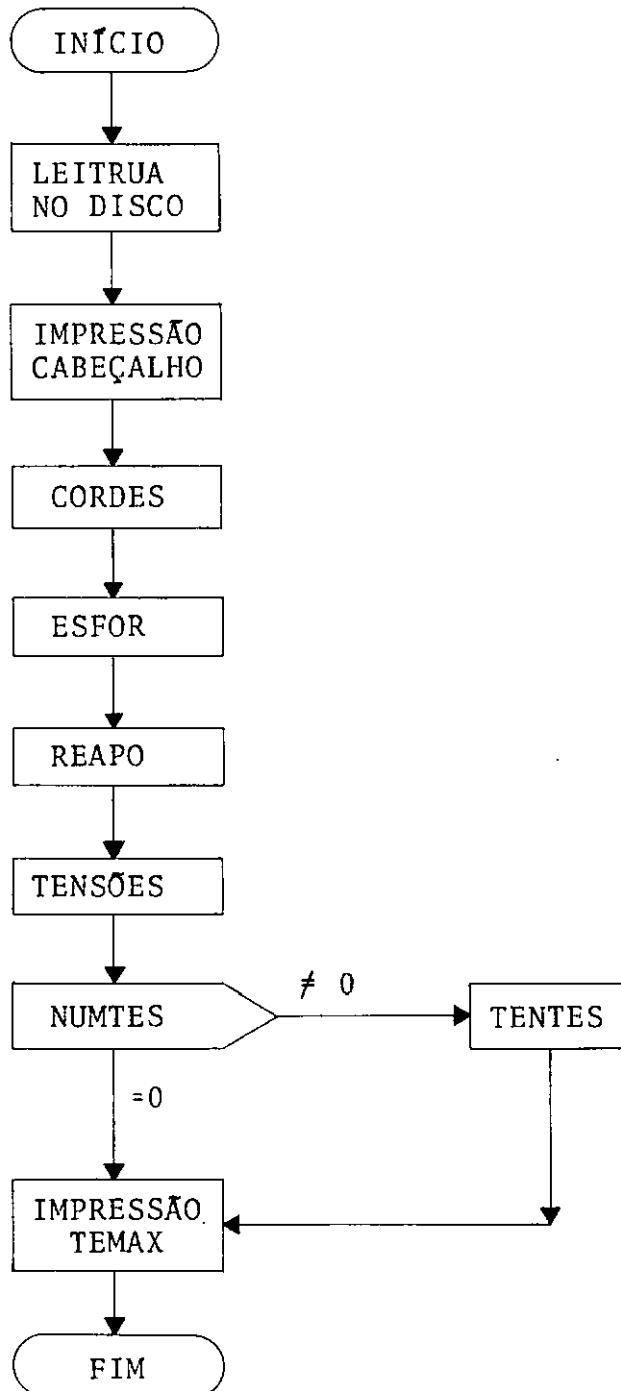 INÍCIO
LEITRUA
NO DISCO
IMPRESSÃO
CABEÇALHO
CORDES
ESFOR
REAPO
TENSÕES
NUMTES
≠ 0
TENTES
=0
IMPRESSÃO
TEMAX
FIM